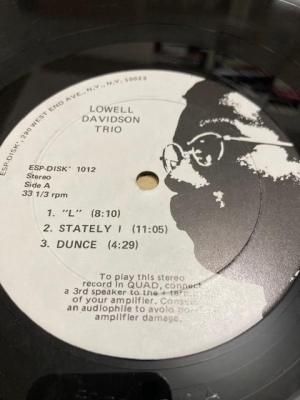 ESP-DISK', 290 WEST END AVE., N.Y., N.Y. 10023
LOWELL
DAVIDSON
TRIO
ESP-DISK' 1012
Stereo
Side A
33 1/3 rpm
1. "L" (8:10)
2. STATELY I (11:05)
3. DUNCE (4:29)
To play this stereo
record in QUAD, connect
a 3rd speaker to the +
of your amplifier.
an audiophile to avoid
amplifier damage.